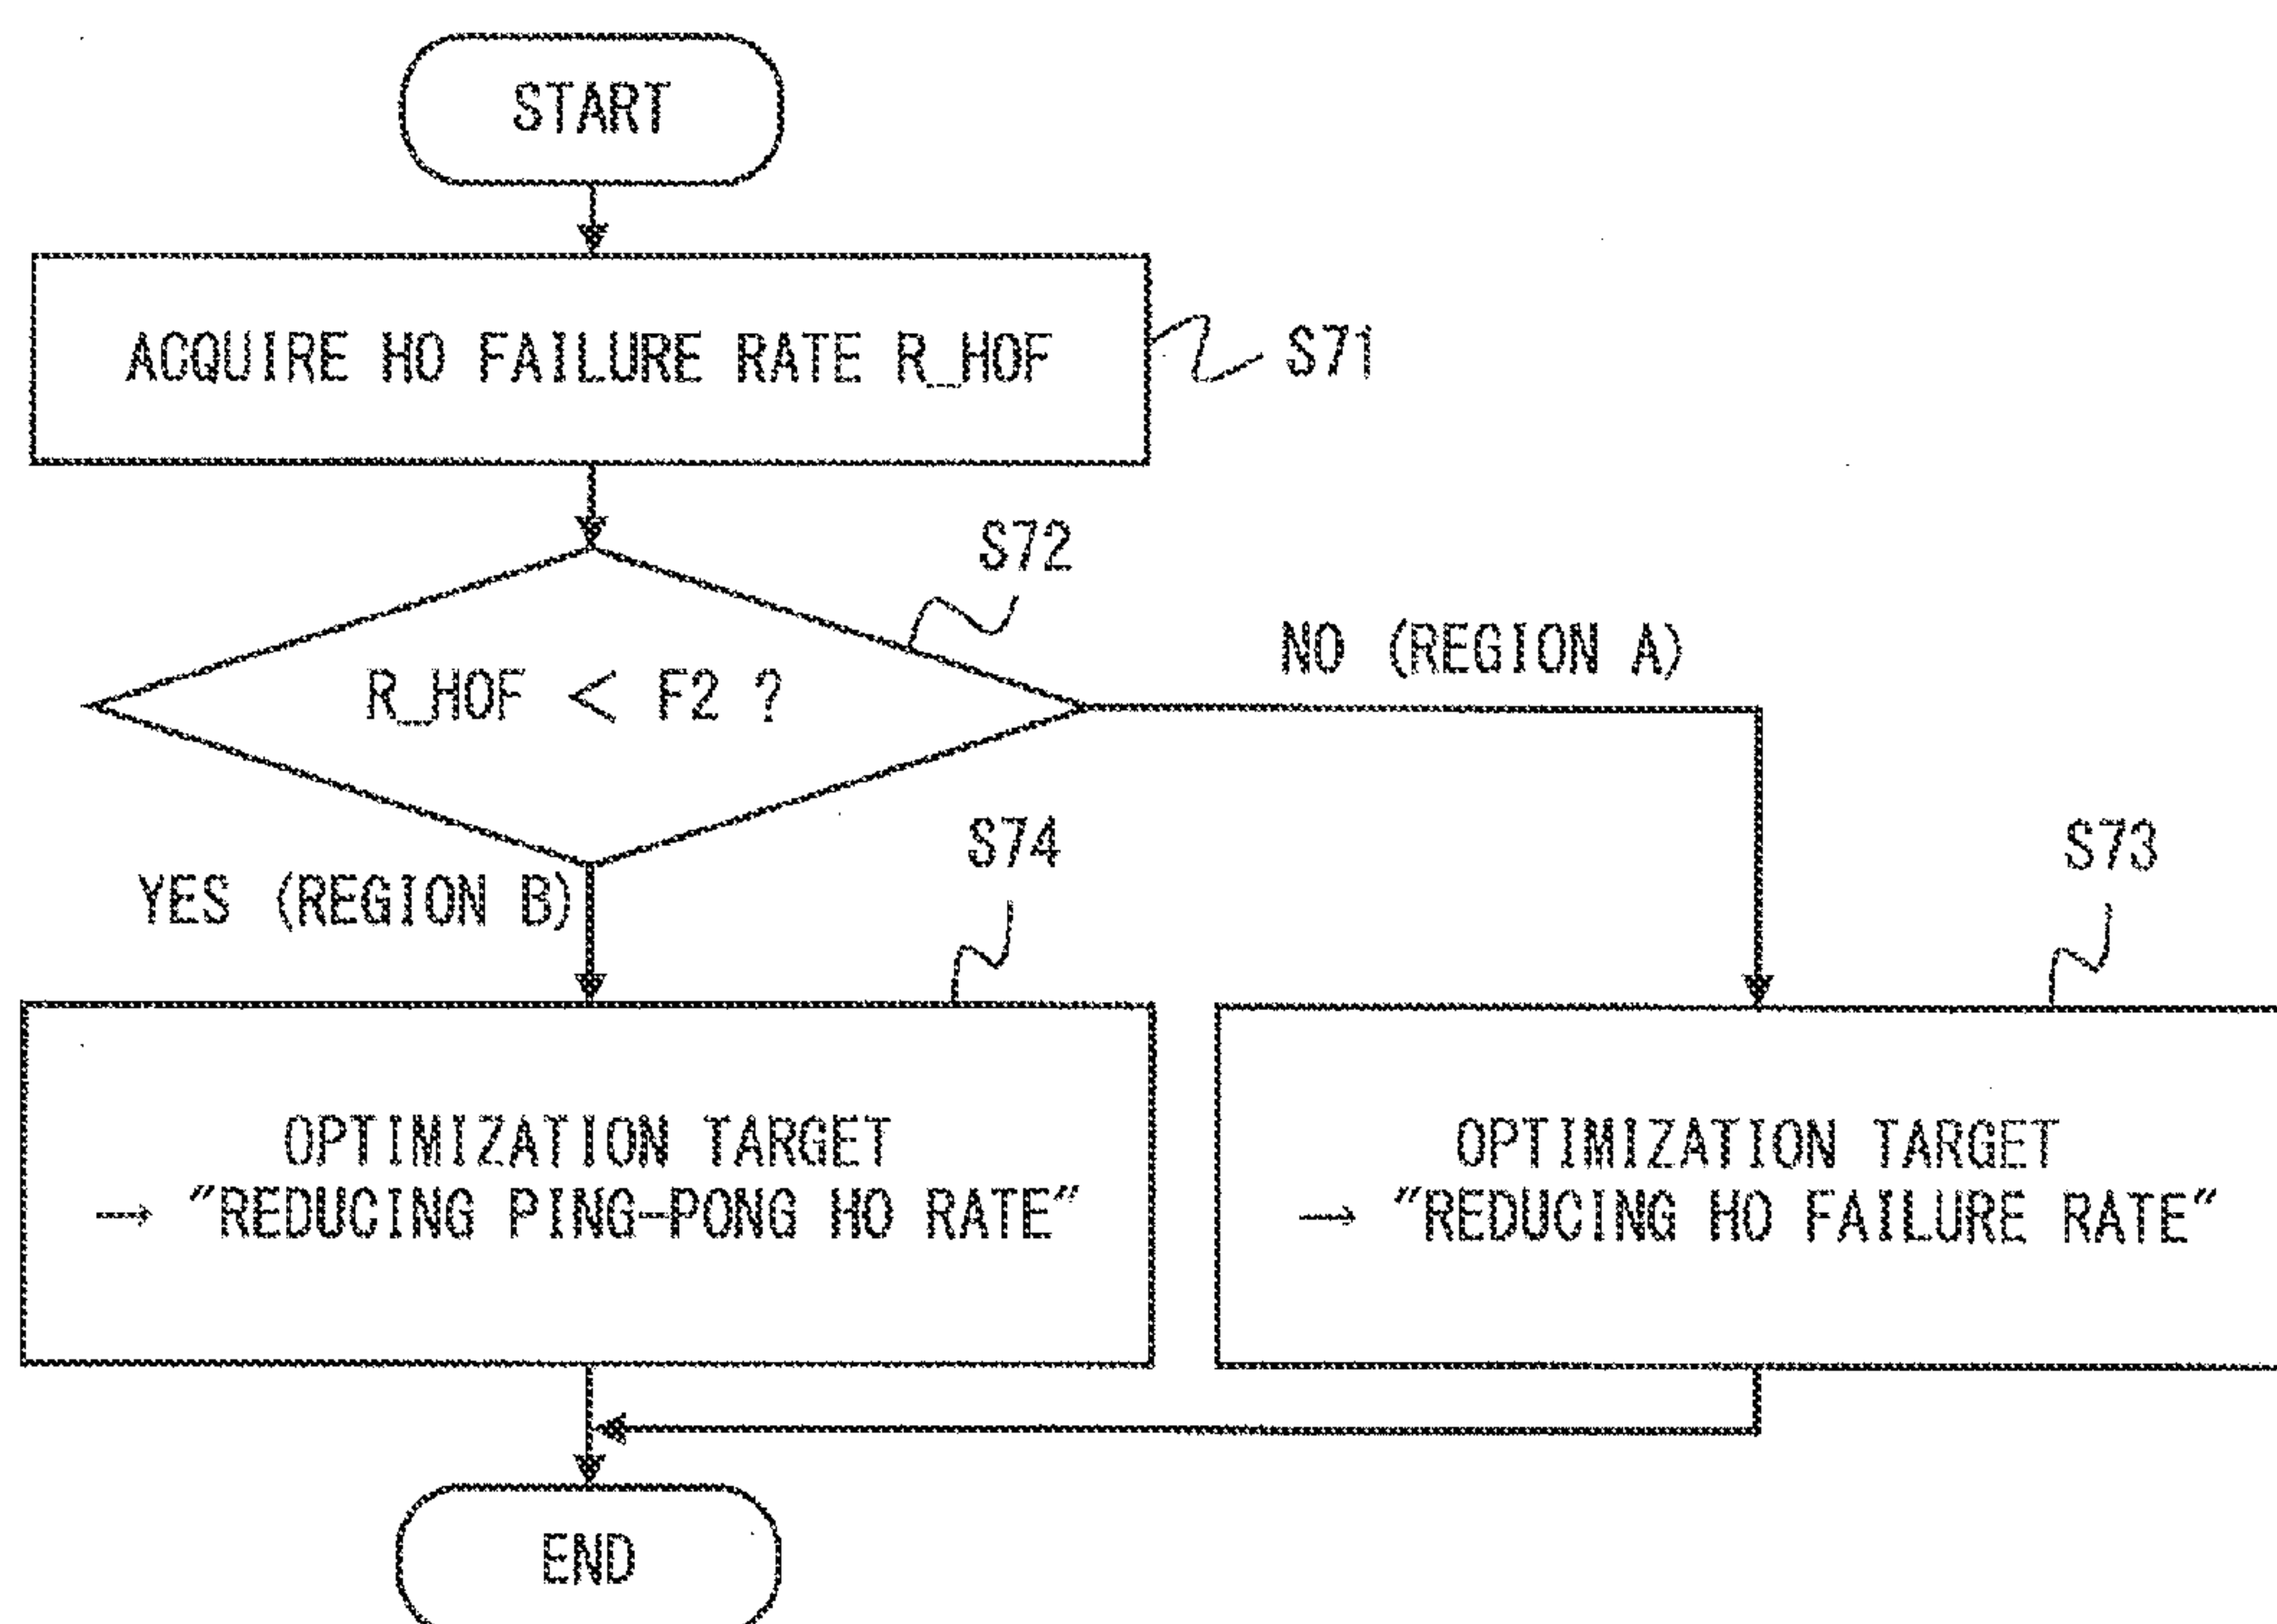 START
ACQUIRE HO FAILURE RATE R_HOF
S71
S72
R_HOF < F2 ?
NO (REGION A)
YES (REGION B)
S74
S73
OPTIMIZATION TARGET
→ "REDUCING PING-PONG HO RATE"
OPTIMIZATION TARGET
→ "REDUCING HO FAILURE RATE"
END